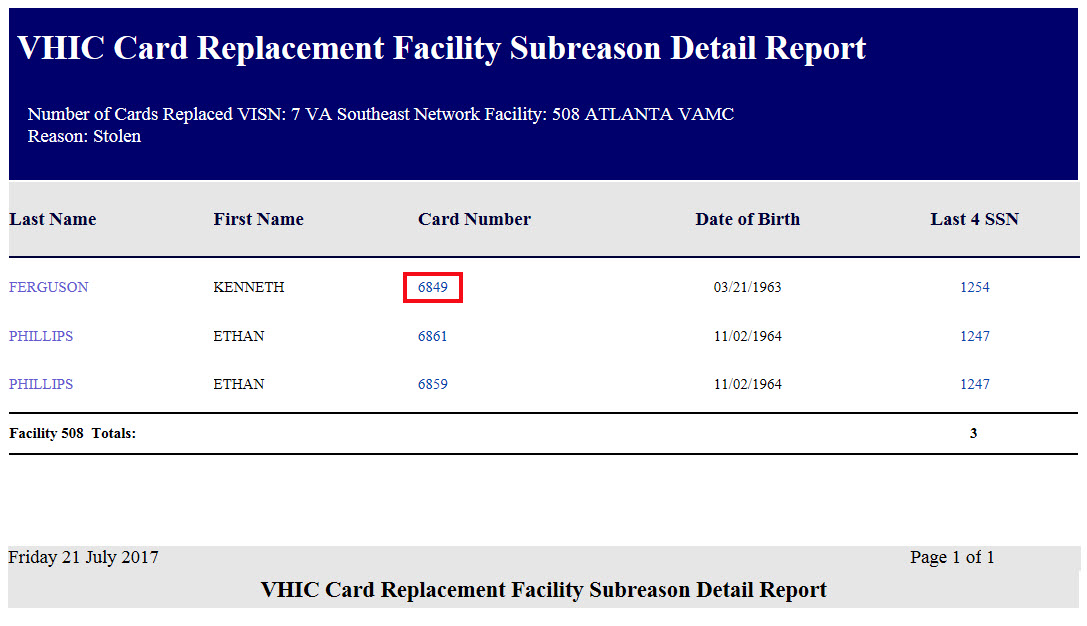 VHIC Card Replacement Facility Subreason Detail Report
Number of Cards Replaced VISN: 7 VA Southeast Network Facility: 508 ATLANTA VAMC
Reason: Stolen
Last Name First Name Card Number Date of Birth Last 4 SSN
FERGUSON KENNETH 6849 03/21/1963 1254
PHILLIPS ETHAN 6861 11/02/1964 1247
PHILLIPS ETHAN 6859 11/02/1964 1247
Facility 508 Totals: 3
Friday 21 July 2017 Page 1 of 1
VHIC Card Replacement Facility Subreason Detail Report